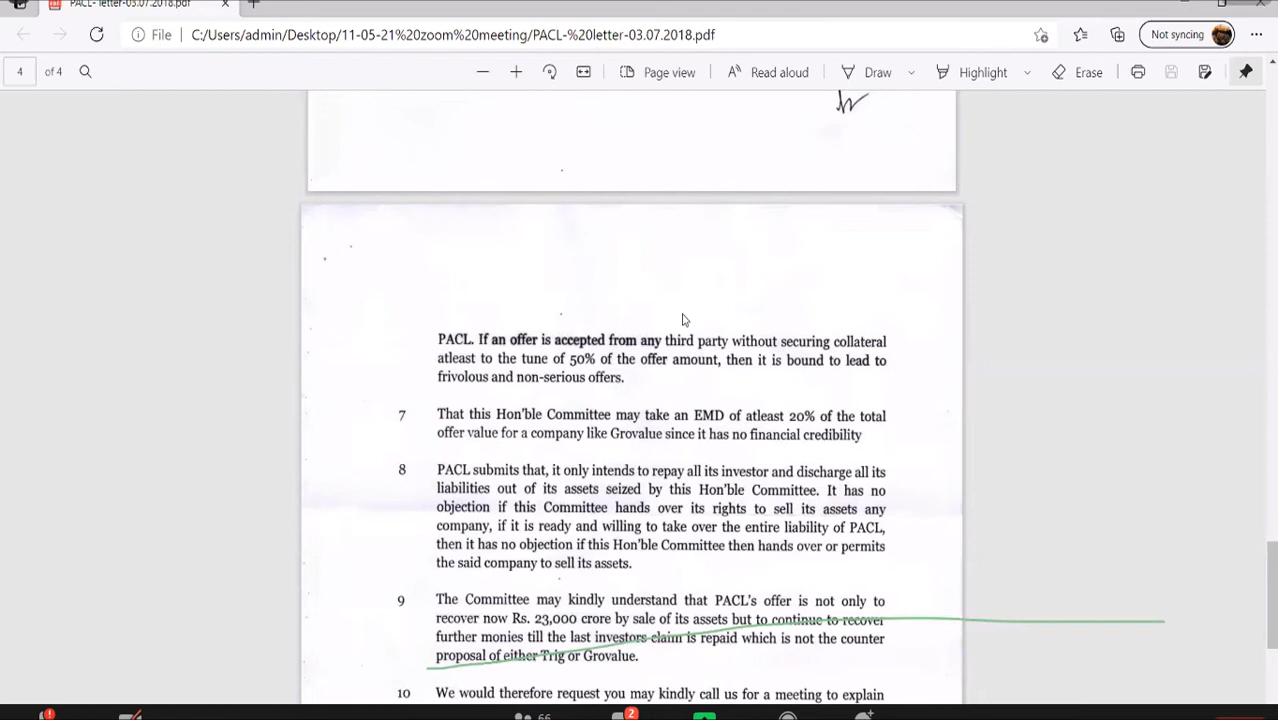 PACL- letter-03.07.2018.pdf
File C:/Users/admin/Desktop/11-05-21%20zoom%20meeting/PACL-%20letter-03.07.2018.pdf Not syncing
4 of 4 Page view Read aloud Draw Highlight Erase
PACL. If an offer is accepted from any third party without securing collateral
atleast to the tune of 50% of the offer amount, then it is bound to lead to
frivolous and non-serious offers.
7 That this Hon'ble Committee may take an EMD of atleast 20% of the total
offer value for a company like Grovalue since it has no financial credibility
8 PACL submits that, it only intends to repay all its investor and discharge all its
liabilities out of its assets seized by this Hon'ble Committee. It has no
objection if this Committee hands over its rights to sell its assets any
company, if it is ready and willing to take over the entire liability of PACL,
then it has no objection if this Hon'ble Committee then hands over or permits
the said company to sell its assets.
9 The Committee may kindly understand that PACL's offer is not only to
recover now Rs. 23,000 crore by sale of its assets but to continue to recover
further monies till the last investors claim is repaid which is not the counter
proposal of either Trig or Grovalue.
10 We would therefore request you may kindly call us for a meeting to explain
66 2